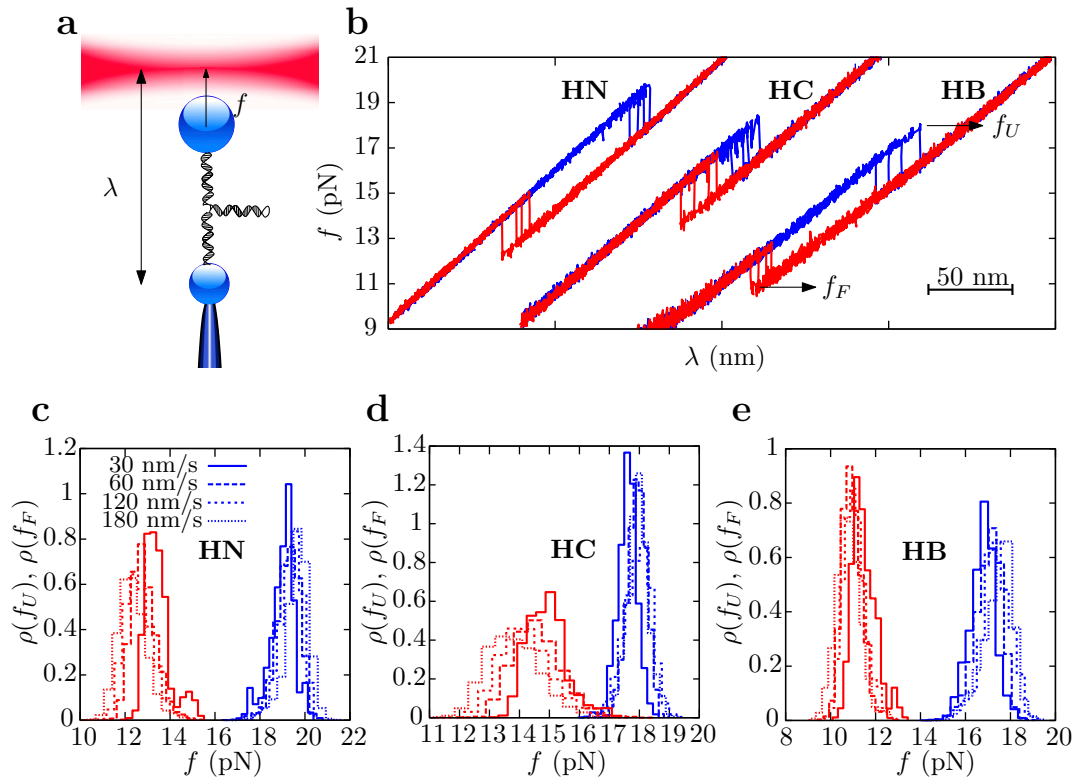 a
f
λ
b
21
19
17
15
13
11
9
f (pN)
HN
HC
HB
f_U
f_F
50 nm
λ (nm)
c
1.2
1
0.8
0.6
0.4
0.2
0
ρ(f_U), ρ(f_F)
30 nm/s
60 nm/s
120 nm/s
180 nm/s
HN
12 14 16 18 20 22
f (pN)
d
1.4
1.2
1
0.8
0.6
0.4
0.2
0
ρ(f_U), ρ(f_F)
HC
11 12 13 14 15 16 17 18 19 20
f (pN)
e
1
0.8
0.6
0.4
0.2
0
ρ(f_U), ρ(f_F)
HB
8 10 12 14 16 18 20
f (pN)